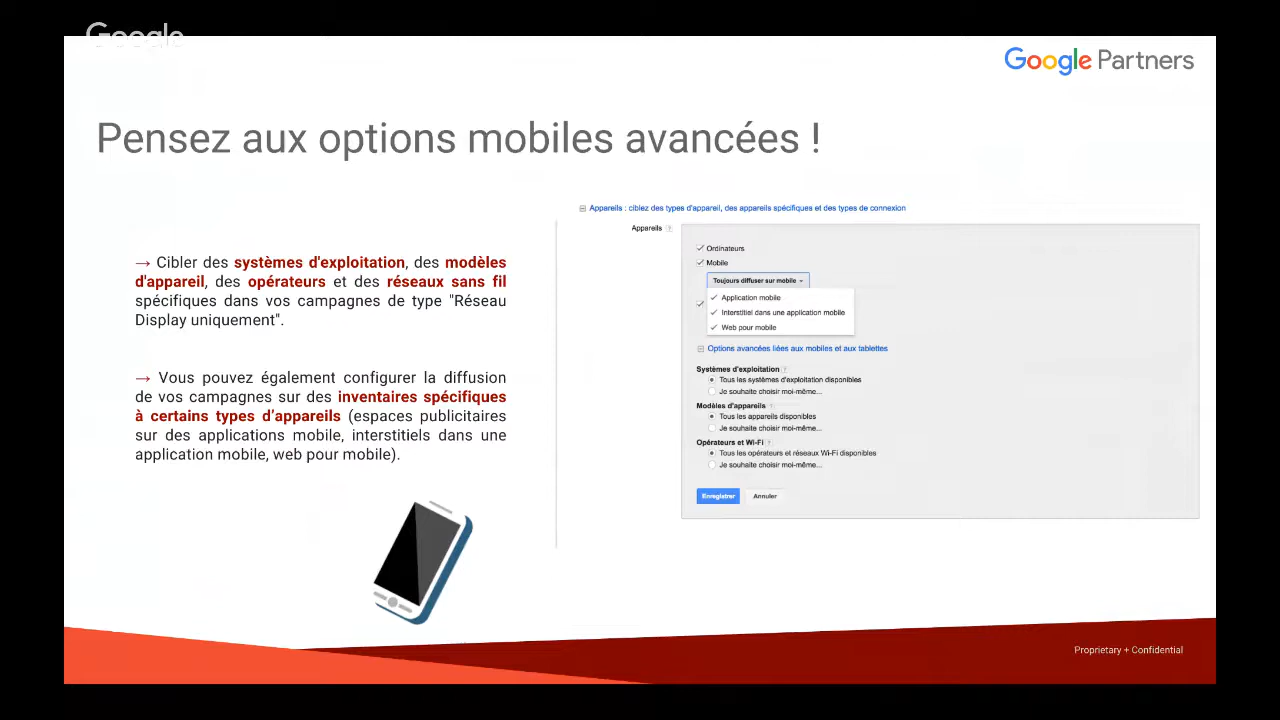 Google
Google Partners
Pensez aux options mobiles avancées !
→ Cibler des systèmes d'exploitation, des modèles
d'appareil, des opérateurs et des réseaux sans fil
spécifiques dans vos campagnes de type "Réseau
Display uniquement".
→ Vous pouvez également configurer la diffusion
de vos campagnes sur des inventaires spécifiques
à certains types d’appareils (espaces publicitaires
sur des applications mobile, interstitiels dans une
application mobile, web pour mobile).
Appareils : ciblez des types d'appareil, des appareils spécifiques et des types de connexion
Appareils ?
Ordinateurs
Mobile
Toujours diffuser sur mobile
Application mobile
Interstitiel dans une application mobile
Web pour mobile
Options avancées liées aux mobiles et aux tablettes
Systèmes d'exploitation ?
Tous les systèmes d'exploitation disponibles
Je souhaite choisir moi-même...
Modèles d'appareils ?
Tous les appareils disponibles
Je souhaite choisir moi-même...
Opérateurs et Wi-Fi ?
Tous les opérateurs et réseaux Wi-Fi disponibles
Je souhaite choisir moi-même...
Enregistrer Annuler
Proprietary + Confidential